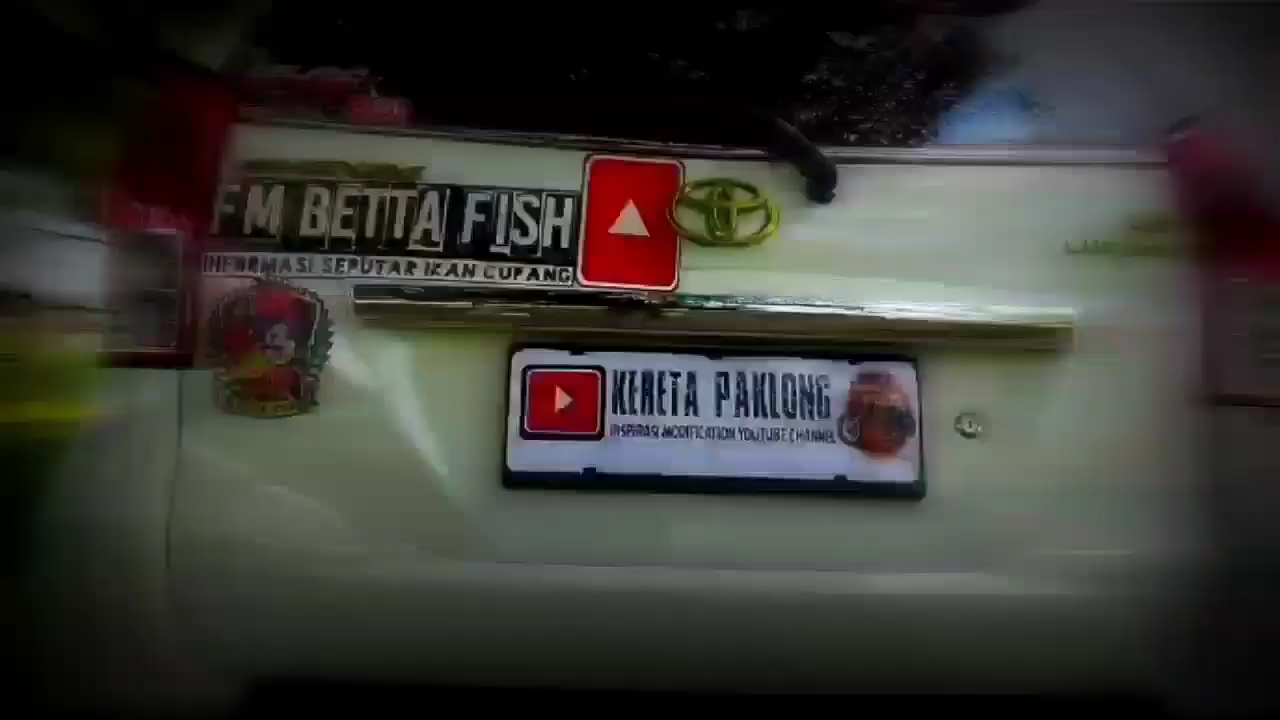 FM BETTA FISH
INFORMASI SEPUTAR IKAN CUPANG
KERETA PAKLONG
INSPIRASI MODIFICATION YOUTUBE CHANNEL